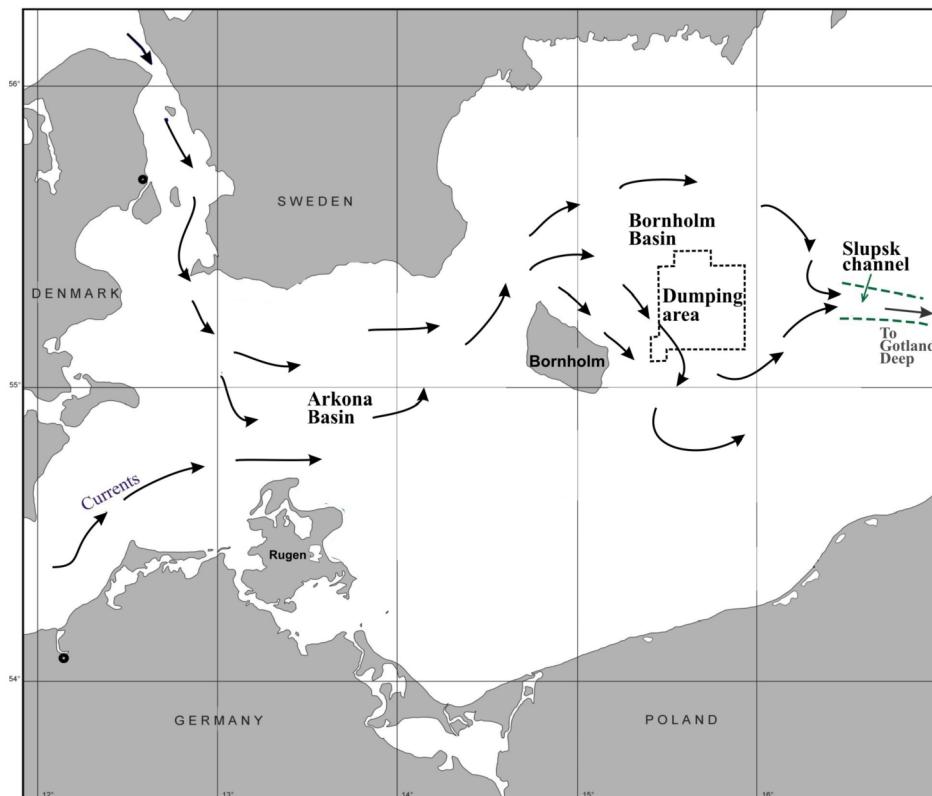 56°
SWEDEN
Bornholm
Basin
Slupsk
channel
DENMARK
Dumping
area
To
Gotland
Deep
Bornholm
55°
Arkona
Basin
Currents
Rugen
54°
GERMANY
POLAND
12°
13°
14°
15°
16°